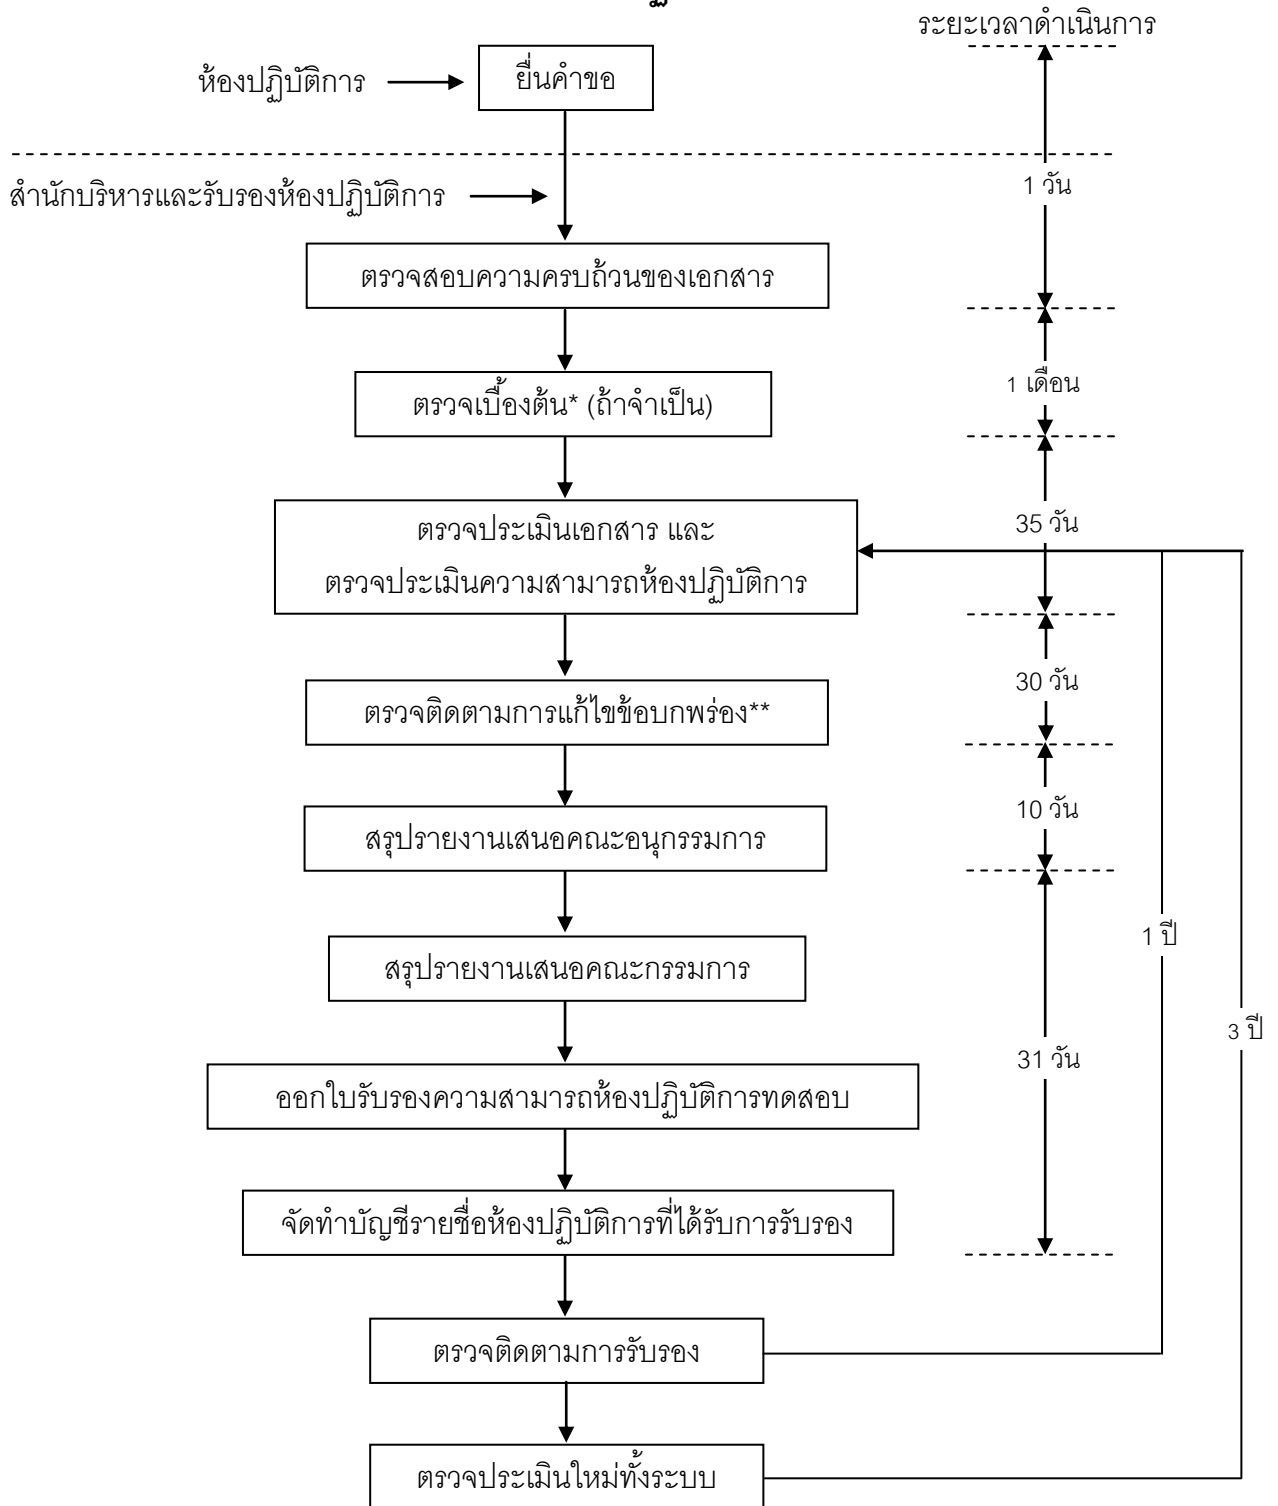 ระยะเวลาดำเนินการ
ห้องปฏิบัติการ
ยื่นคำขอ
1 วัน
สำนักบริหารและรับรองห้องปฏิบัติการ
ตรวจสอบความครบถ้วนของเอกสาร
1 เดือน
ตรวจเบื้องต้น* (ถ้าจำเป็น)
35 วัน
ตรวจประเมินเอกสาร และ
ตรวจประเมินความสามารถห้องปฏิบัติการ
30 วัน
ตรวจติดตามการแก้ไขข้อบกพร่อง**
10 วัน
สรุปรายงานเสนอคณะอนุกรรมการ
1 ปี
สรุปรายงานเสนอคณะกรรมการ
3 ปี
31 วัน
ออกใบรับรองความสามารถห้องปฏิบัติการทดสอบ
จัดทำบัญชีรายชื่อห้องปฏิบัติการที่ได้รับการรับรอง
ตรวจติดตามการรับรอง
ตรวจประเมินใหม่ทั้งระบบ